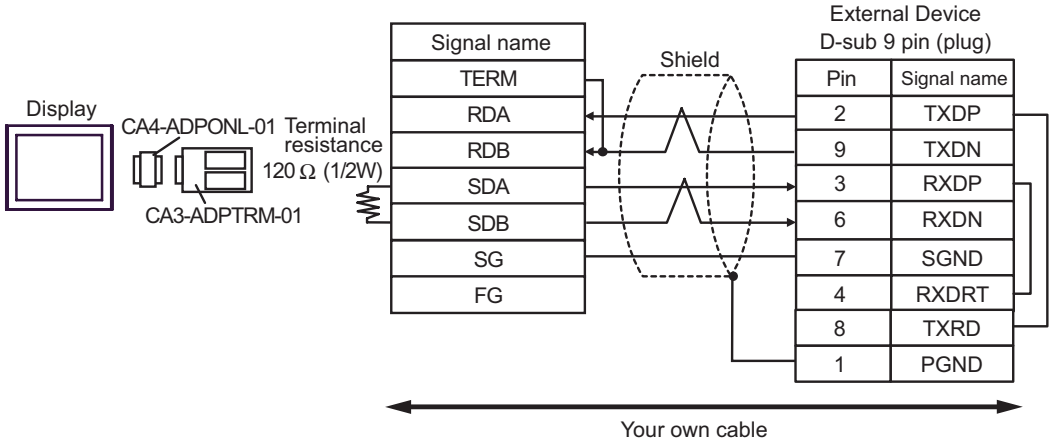 External Device
D-sub 9 pin (plug)
Signal name
TERM
RDA
RDB
SDA
SDB
SG
FG
Shield
Pin Signal name
2 TXDP
9 TXDN
3 RXDP
6 RXDN
7 SGND
4 RXDRT
8 TXRD
1 PGND
Display
CA4-ADPONL-01
Terminal
resistance
120 Ω (1/2W)
CA3-ADPTRM-01
Your own cable